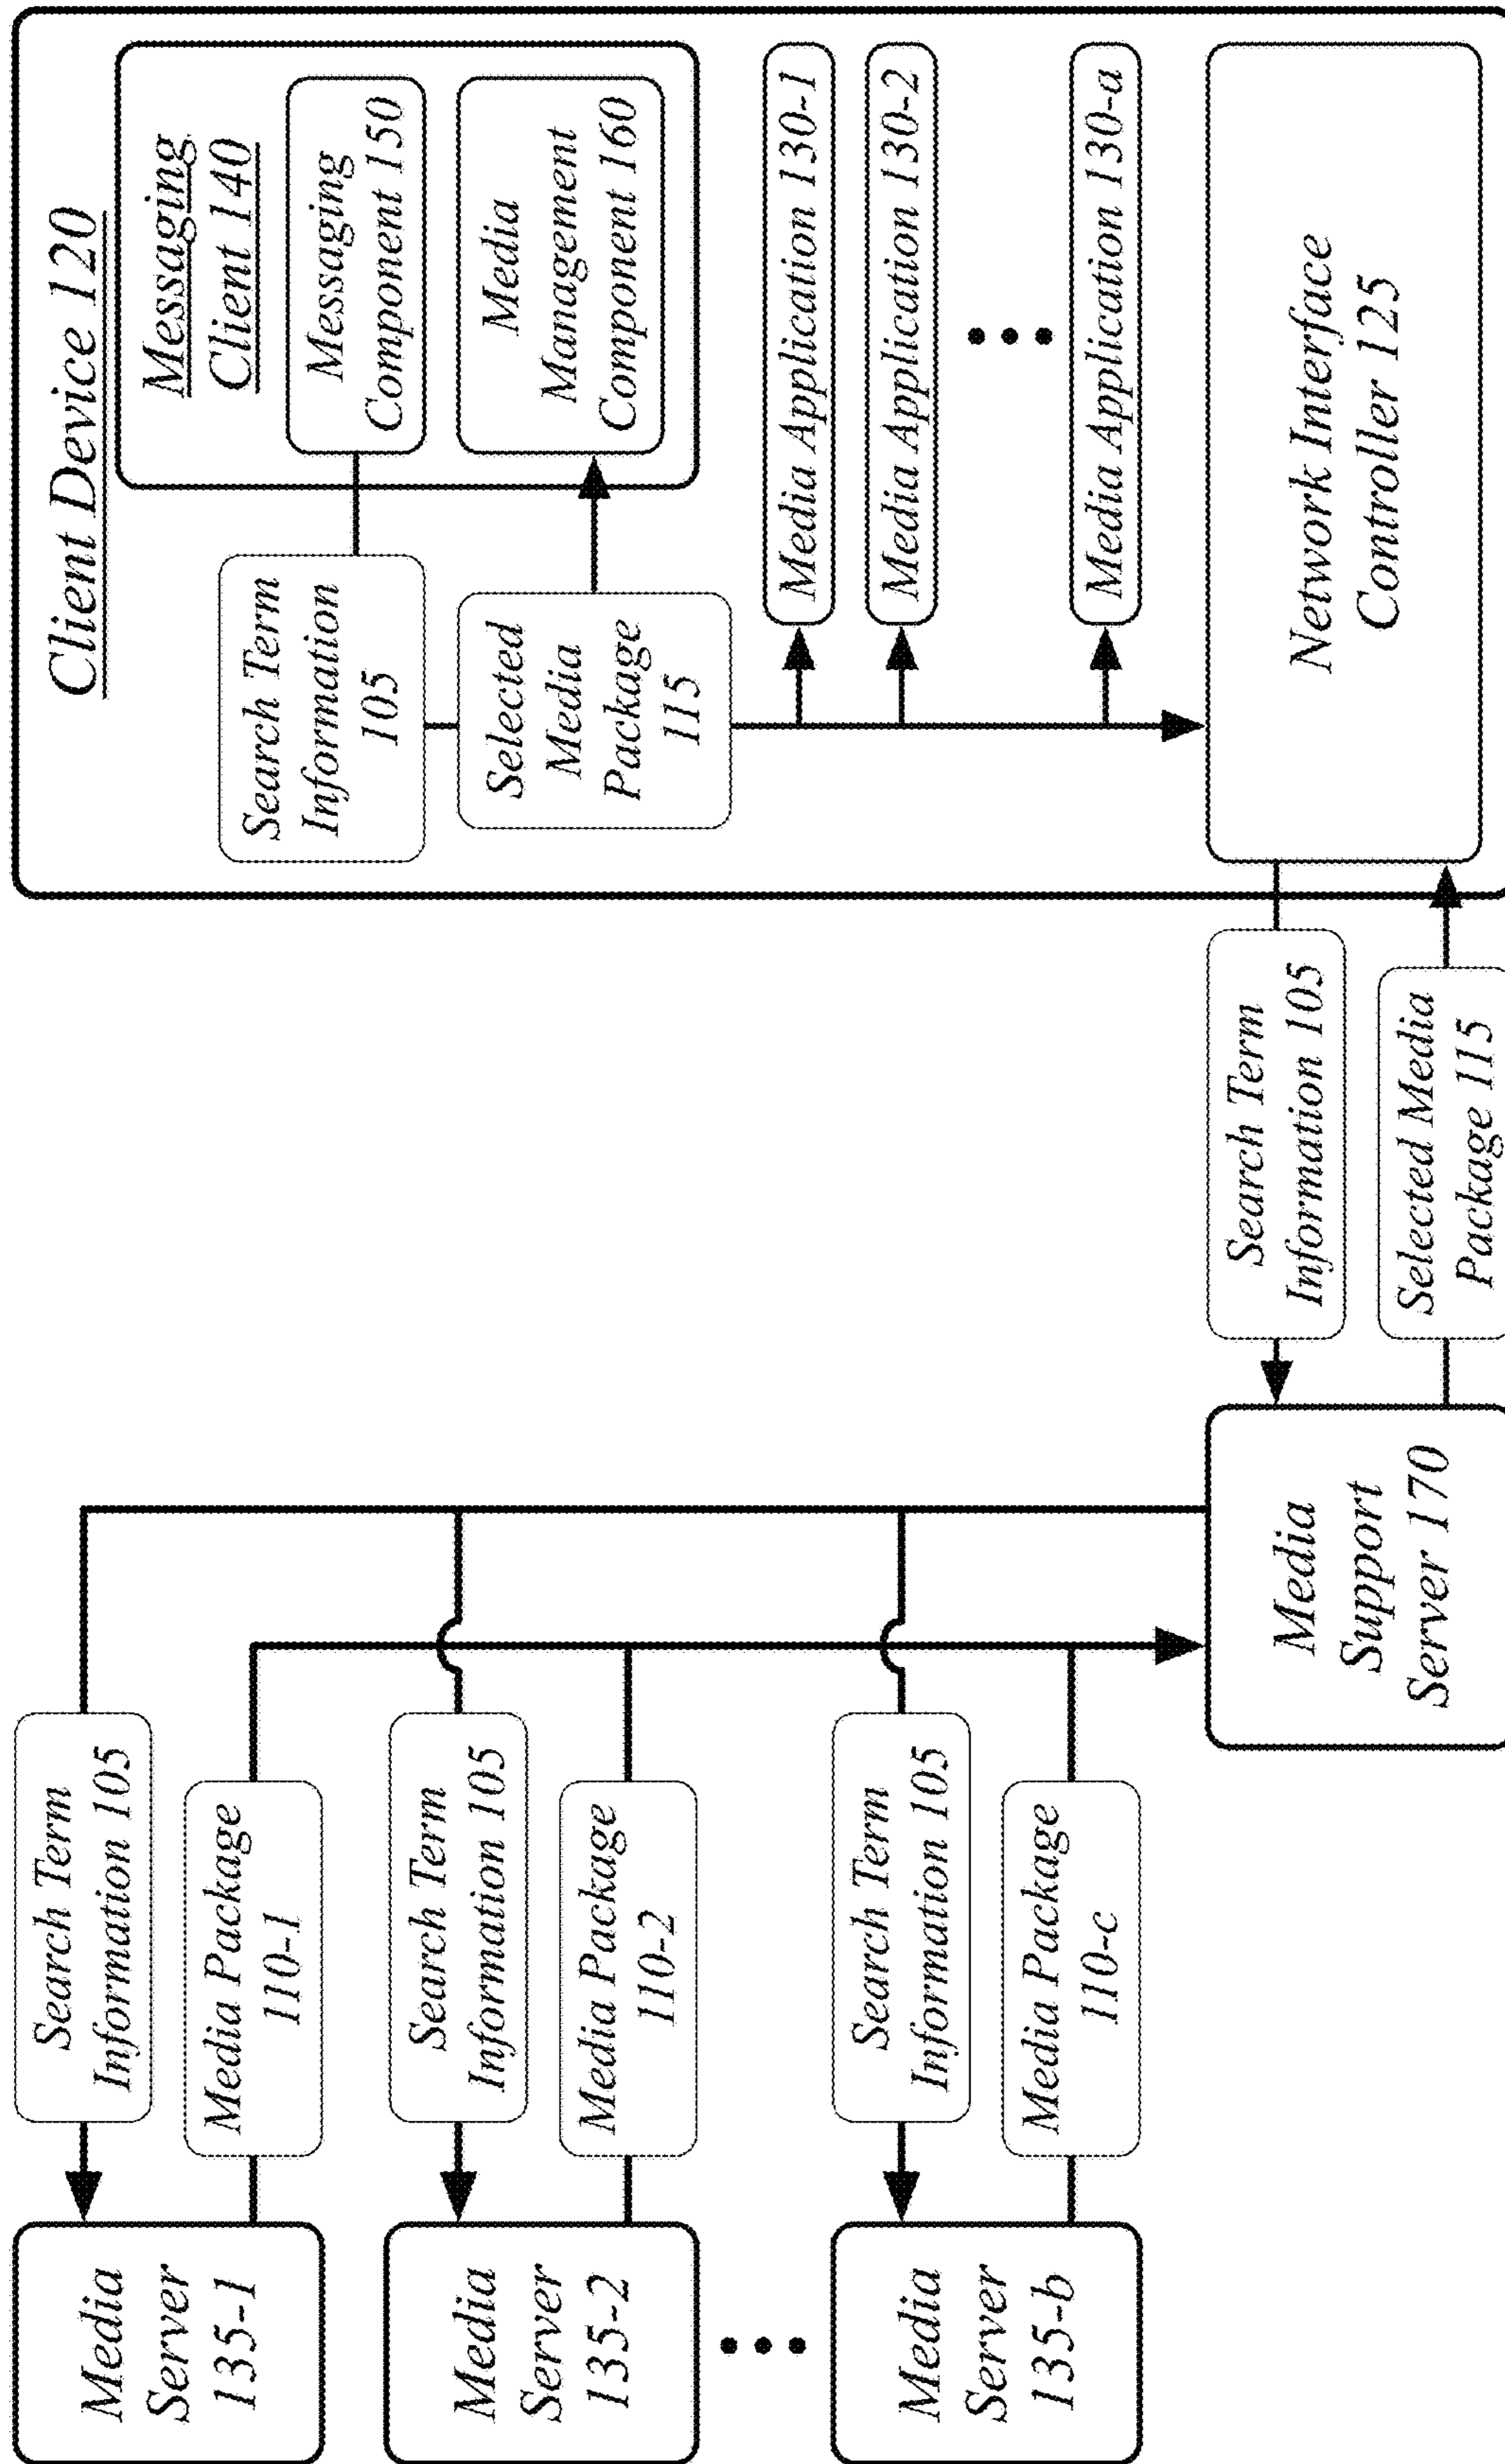 Media
Server
135-1
Search Term
Information 105
Media Package
110-1
Media
Server
135-2
Search Term
Information 105
Media Package
110-2
Media
Server
135-b
Search Term
Information 105
Media Package
110-c
Media
Support
Server 170
Search Term
Information 105
Selected Media
Package 115
Client Device 120
Search Term
Information
105
Selected
Media
Package
115
Messaging
Client 140
Messaging
Component 150
Media
Management
Component 160
Media Application 130-1
Media Application 130-2
Media Application 130-a
Network Interface
Controller 125